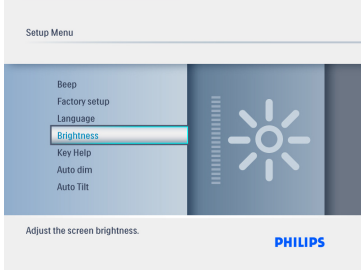 Setup Menu
Beep
Factory setup
Language
Brightness
Key Help
Auto dim
Auto Tilt
Adjust the screen brightness.
PHILIPS